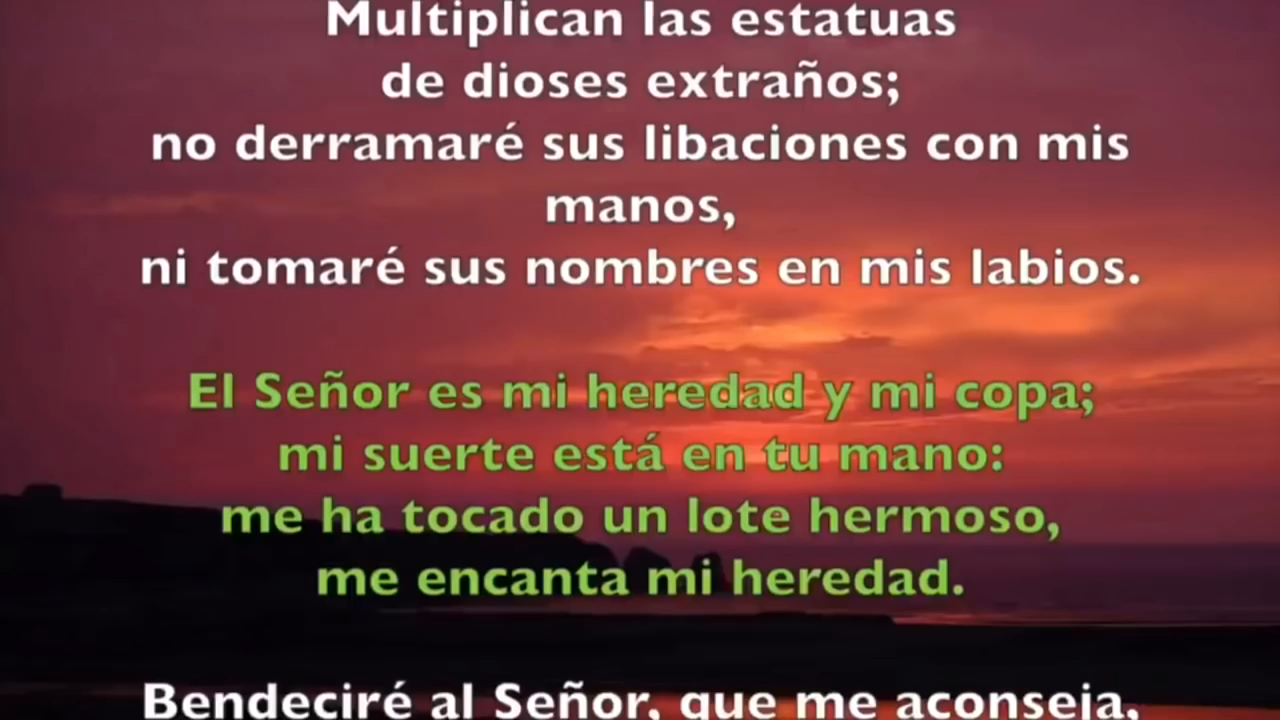 Multiplican las estatuas
de dioses extraños;
no derramaré sus libaciones con mis
manos,
ni tomaré sus nombres en mis labios.
El Señor es mi heredad y mi copa;
mi suerte está en tu mano:
me ha tocado un lote hermoso,
me encanta mi heredad.
Bendeciré al Señor, que me aconseja,